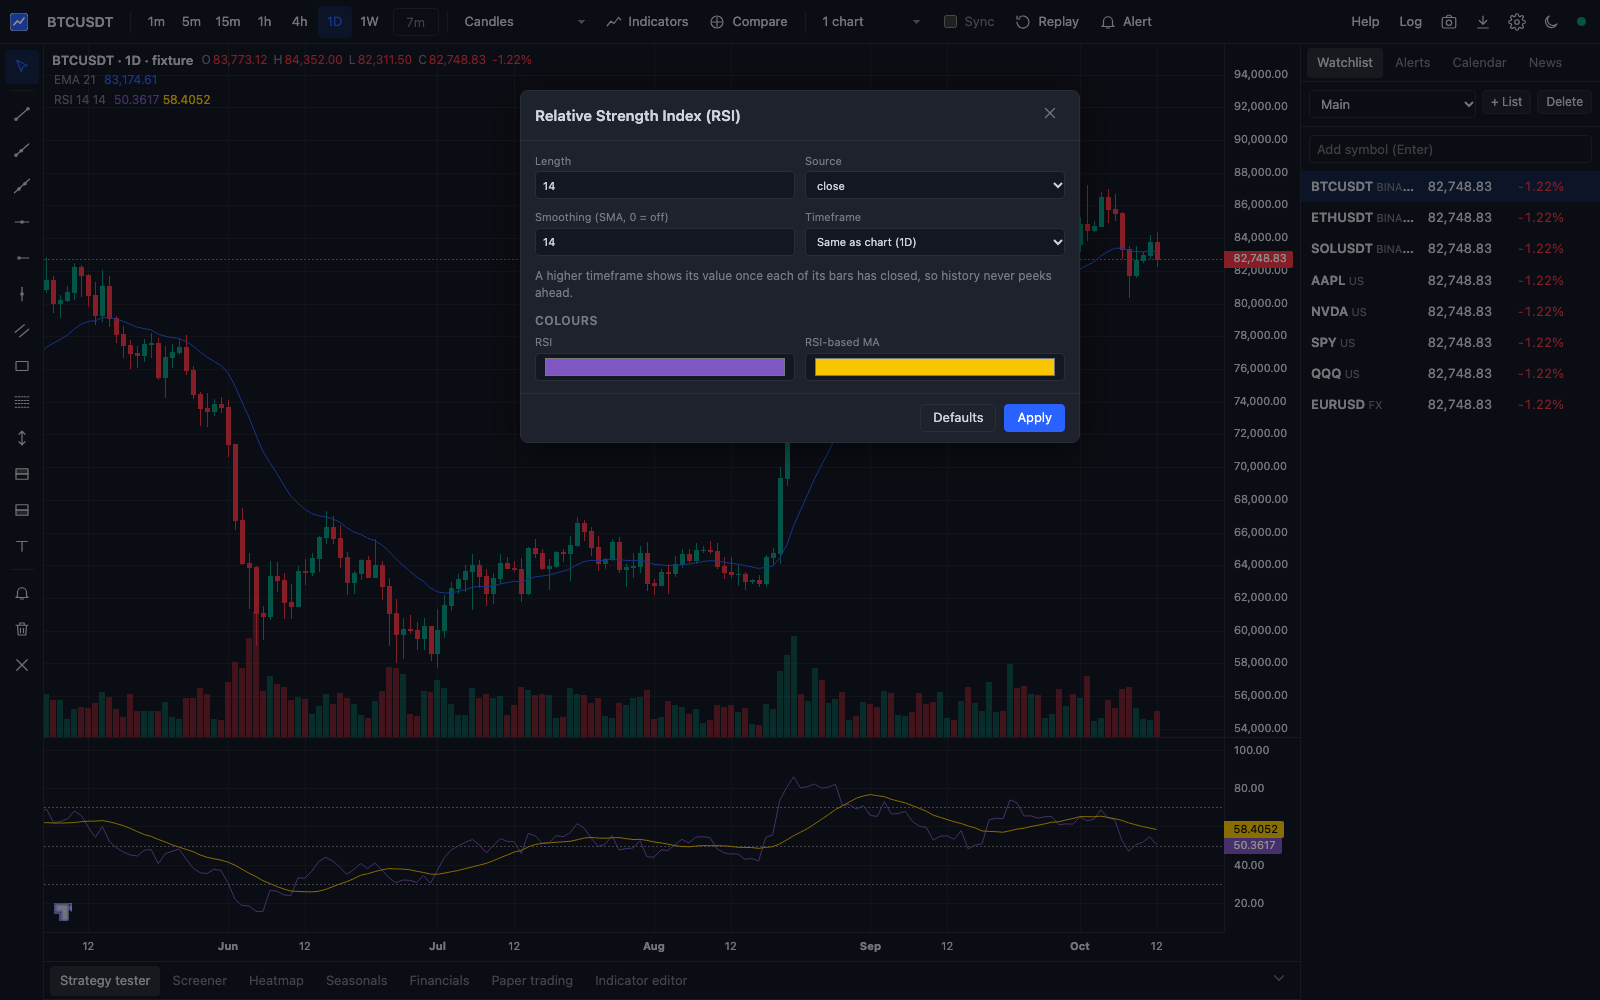 BTCUSDT 1m 5m 15m 1h 4h 1D 1W 7m Candles Indicators Compare 1 chart Sync Replay Alert Help Log
BTCUSDT · 1D · fixture O 83,773.12 H 84,352.00 L 82,311.50 C 82,748.83 -1.22%
EMA 21 83,174.61
RSI 14 14 50.3617 58.4052
Relative Strength Index (RSI)
Length
14
Source
close
Smoothing (SMA, 0 = off)
14
Timeframe
Same as chart (1D)
A higher timeframe shows its value once each of its bars has closed, so history never peeks
ahead.
COLOURS
RSI
RSI-based MA
Defaults Apply
94,000.00
92,000.00
90,000.00
88,000.00
86,000.00
84,000.00
82,748.83
82,000.00
80,000.00
78,000.00
76,000.00
74,000.00
72,000.00
70,000.00
68,000.00
66,000.00
64,000.00
62,000.00
60,000.00
58,000.00
56,000.00
54,000.00
100.00
80.00
58.4052
50.3617
40.00
20.00
12 Jun 12 Jul 12 Aug 12 Sep 12 Oct 12
Watchlist Alerts Calendar News
Main + List Delete
Add symbol (Enter)
BTCUSDT BINA... 82,748.83 -1.22%
ETHUSDT BINA... 82,748.83 -1.22%
SOLUSDT BINA... 82,748.83 -1.22%
AAPL US 82,748.83 -1.22%
NVDA US 82,748.83 -1.22%
SPY US 82,748.83 -1.22%
QQQ US 82,748.83 -1.22%
EURUSD FX 82,748.83 -1.22%
Strategy tester Screener Heatmap Seasonals Financials Paper trading Indicator editor